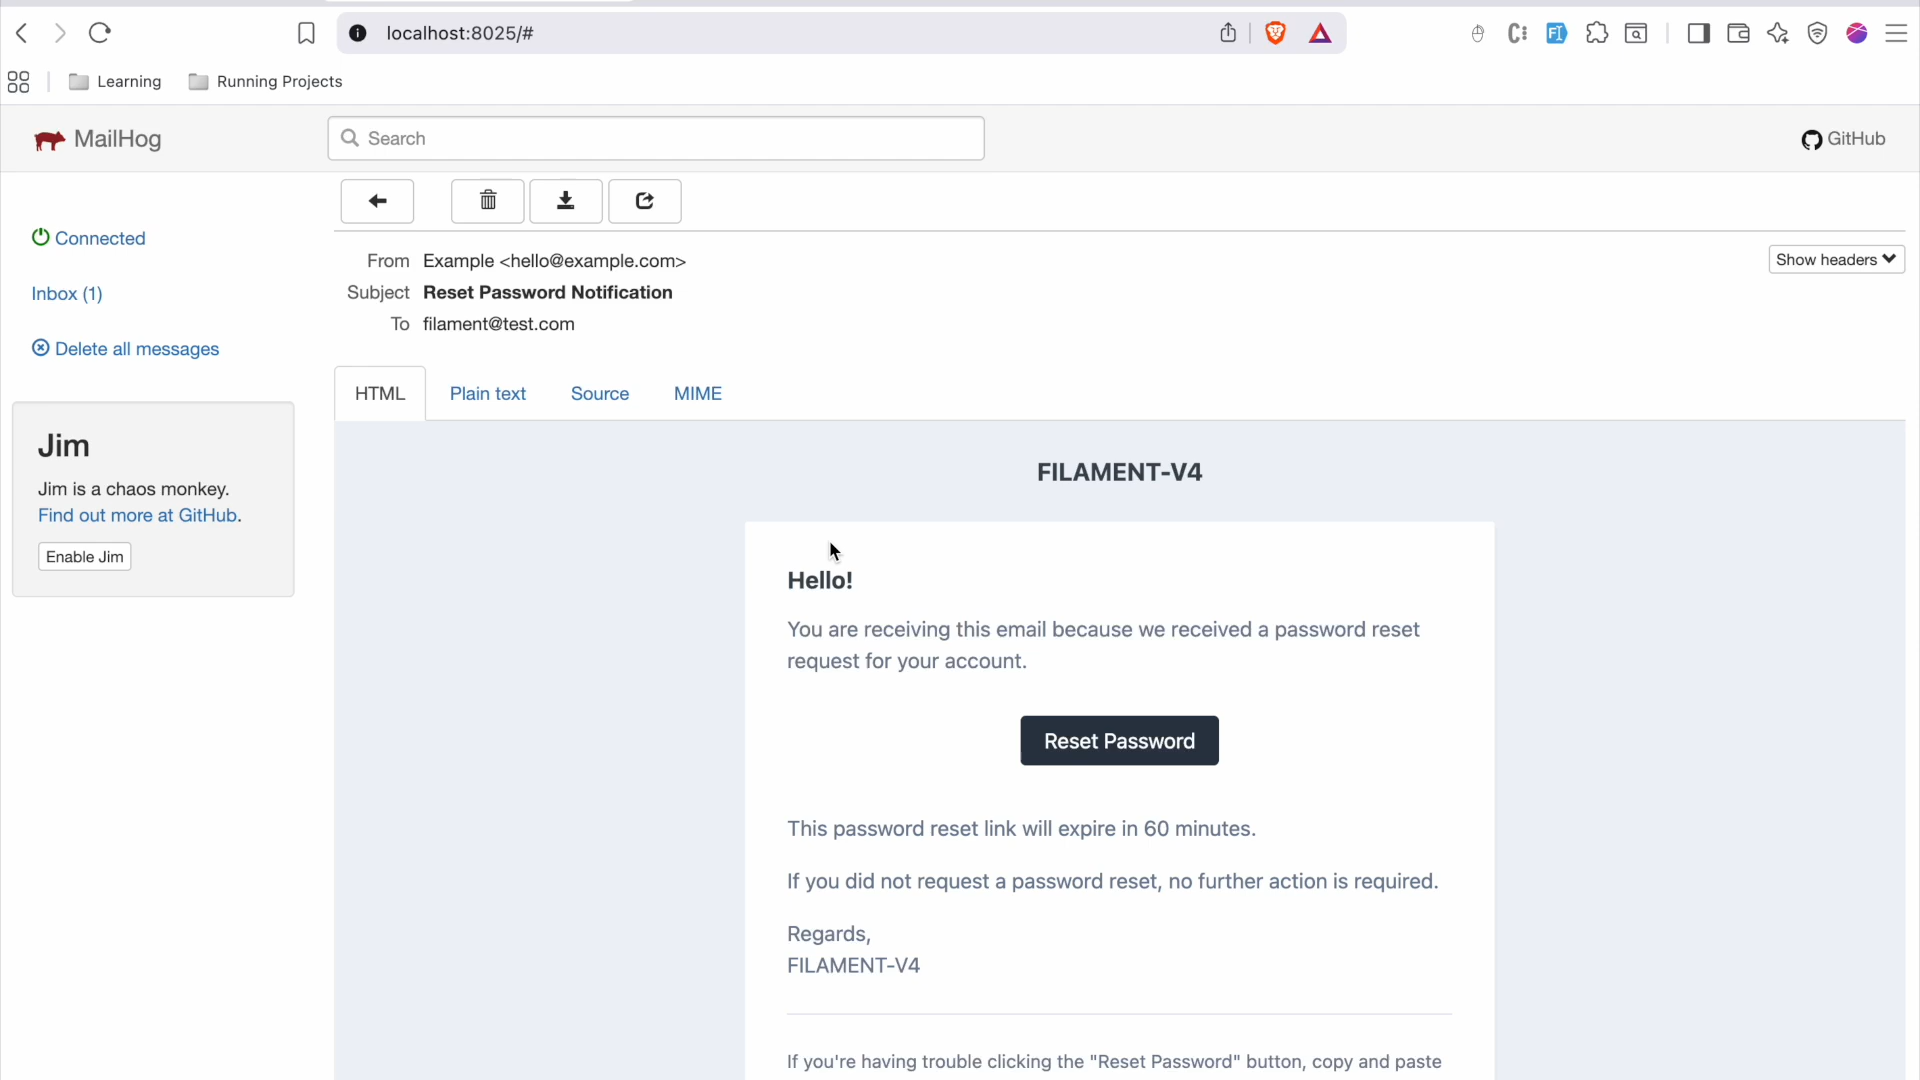 localhost:8025/#
Learning
Running Projects
MailHog
Search
GitHub
Connected
Inbox (1)
Delete all messages
Jim
Jim is a chaos monkey.
Find out more at GitHub.
Enable Jim
From Example <hello@example.com>
Show headers
Subject Reset Password Notification
To filament@test.com
HTML
Plain text
Source
MIME
FILAMENT-V4
Hello!
You are receiving this email because we received a password reset
request for your account.
Reset Password
This password reset link will expire in 60 minutes.
If you did not request a password reset, no further action is required.
Regards,
FILAMENT-V4
If you're having trouble clicking the "Reset Password" button, copy and paste